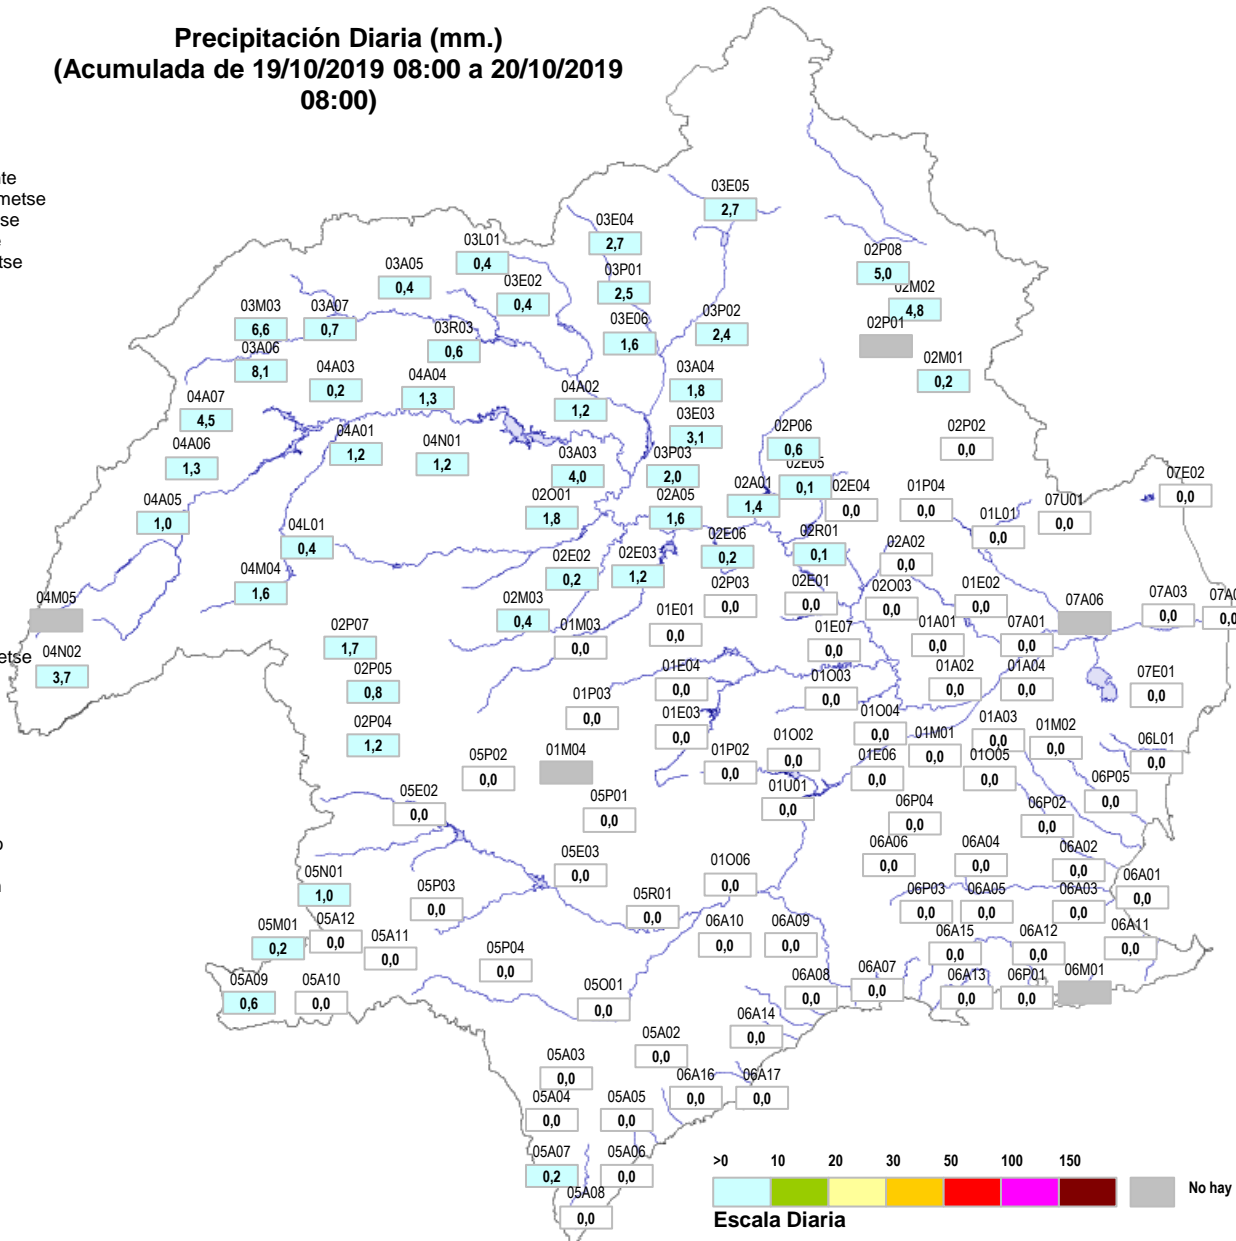 Precipitación Diaria (mm.)
(Acumulada de 19/10/2019 08:00 a 20/10/2019
08:00)
03E05
2,7
03E04
2,7
03L01
0,4
03A05
0,4
03E02
0,4
03P01
2,5
02P08
5,0
02M02
4,8
02P01
03M03
6,6
03A07
0,7
03R03
0,6
03E06
1,6
03P02
2,4
03A06
8,1
04A03
0,2
04A04
1,3
04A02
1,2
03A04
1,8
02M01
0,2
04A07
4,5
04A01
1,2
04N01
1,2
03E03
3,1
02P06
0,6
02P02
0,0
04A06
1,3
03A03
4,0
03P03
2,0
02E05
0,1
07E02
0,0
04A05
1,0
02O01
1,8
02A05
1,6
02A01
1,4
02E04
0,0
01P04
0,0
01L01
0,0
07U01
0,0
04L01
0,4
02E02
0,2
02E03
1,2
02E06
0,2
02R01
0,1
02A02
0,0
04M04
1,6
02M03
0,4
02P03
0,0
02E01
0,0
02O03
0,0
01E02
0,0
07A06
07A03
0,0
0,0
04M05
04N02
3,7
02P07
1,7
01M03
0,0
01E01
0,0
01E07
0,0
01A01
0,0
07A01
0,0
02P05
0,8
01E04
0,0
01O03
0,0
01A02
0,0
01A04
0,0
07E01
0,0
02P04
1,2
01P03
0,0
01E03
0,0
01O04
0,0
01A03
0,0
01M02
0,0
05P02
0,0
01M04
01P02
0,0
01O02
0,0
01M01
0,0
01E06
0,0
01O05
0,0
06L01
0,0
05E02
0,0
05P01
0,0
01U01
0,0
06P04
0,0
06P02
0,0
06P05
0,0
05E03
0,0
01O06
0,0
06A06
0,0
06A04
0,0
06A02
0,0
05N01
1,0
05P03
0,0
05R01
0,0
06P03
0,0
06A05
0,0
06A03
0,0
06A01
0,0
05M01
0,2
05A12
0,0
05A11
0,0
06A10
0,0
06A09
0,0
06A15
0,0
06A12
0,0
06A11
0,0
05A09
0,6
05A10
0,0
05P04
0,0
05O01
0,0
06A08
0,0
06A07
0,0
06A13
0,0
06P01
0,0
06M01
05A02
0,0
06A14
0,0
05A03
0,0
06A16
0,0
06A17
0,0
05A04
0,0
05A05
0,0
05A07
0,2
05A06
0,0
05A08
0,0
>0 10 20 30 50 100 150
No hay
Escala Diaria